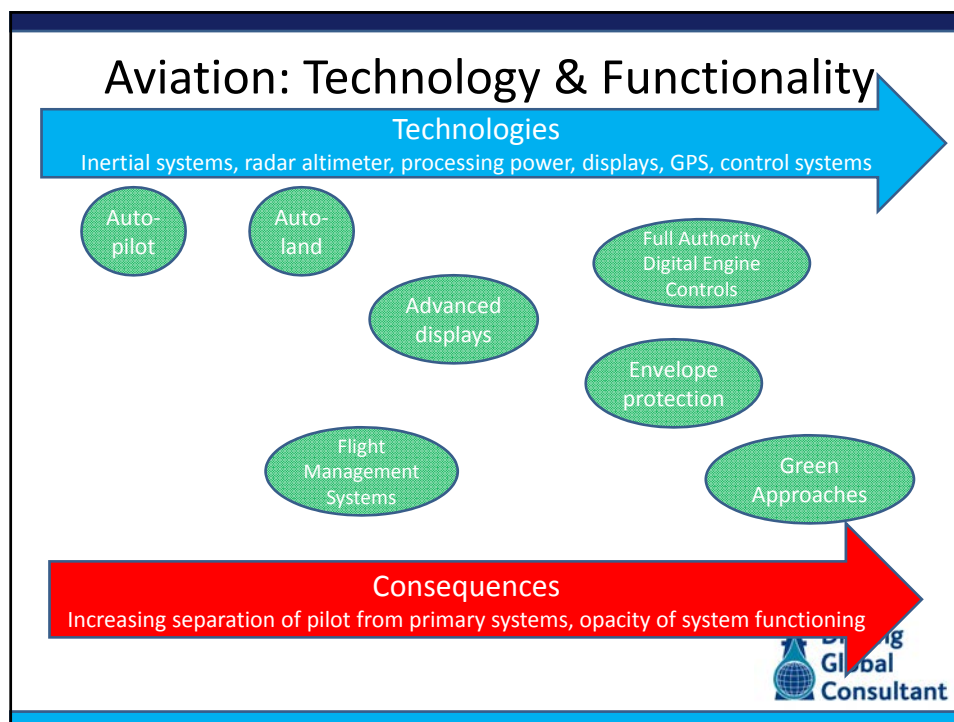 Aviation: Technology & Functionality
Technologies
Inertial systems, radar altimeter, processing power, displays, GPS, control systems
Auto-
pilot
Auto-
land
Full Authority
Digital Engine
Controls
Advanced
displays
Envelope
protection
Flight
Management
Systems
Green
Approaches
Consequences
Increasing separation of pilot from primary systems, opacity of system functioning
Global
Consultant